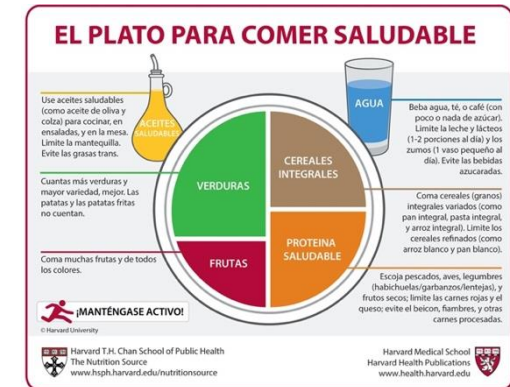 EL PLATO PARA COMER SALUDABLE
Use aceites saludables
(como aceite de oliva y
colza) para cocinar, en
ensaladas, y en la mesa.
Limite la mantequilla.
Evite las grasas trans.
ACEITES
SALUDABLES
AGUA
Beba agua, té, o café (con
poco o nada de azúcar).
Limite la leche y lácteos
(1-2 porciones al día) y los
zumos (1 vaso pequeño al
día). Evite las bebidas
azucaradas.
VERDURAS
CEREALES
INTEGRALES
Cuantas más verduras y
mayor variedad, mejor. Las
patatas y las patatas fritas
no cuentan.
Coma cereales (granos)
integrales variados (como
pan integral, pasta integral,
y arroz integral). Limite los
cereales refinados (como
arroz blanco y pan blanco).
FRUTAS
PROTEINA
SALUDABLE
Coma muchas frutas y de todos
los colores.
Escoja pescados, aves, legumbres
(habichuelas/garbanzos/lentejas), y
frutos secos; limite las carnes rojas y el
queso; evite el beicon, fiambres, y otras
carnes procesadas.
¡MANTÉNGASE ACTIVO!
© Harvard University
Harvard T.H. Chan School of Public Health
The Nutrition Source
www.hsph.harvard.edu/nutritionsource
Harvard Medical School
Harvard Health Publications
www.health.harvard.edu